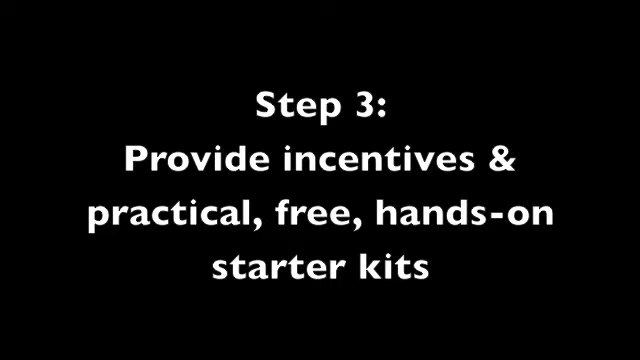 Step 3:
Provide incentives &
practical, free, hands-on
starter kits